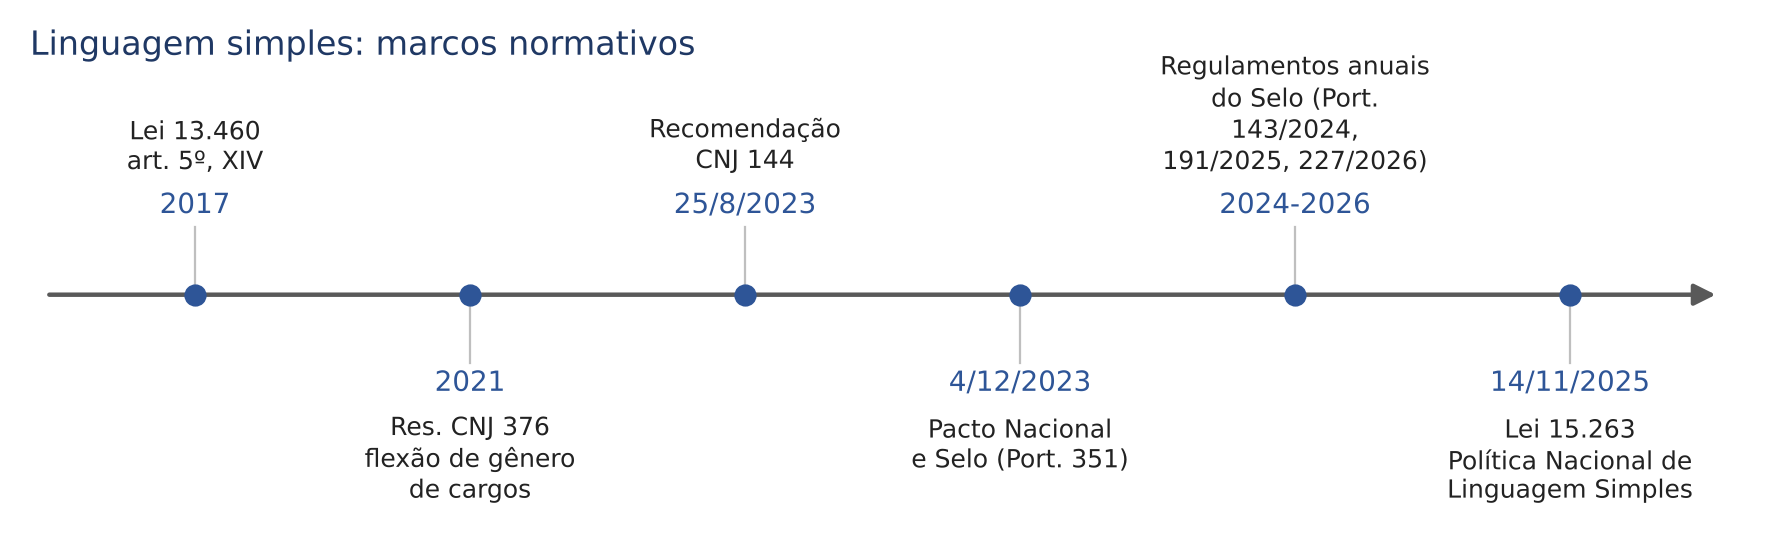 Linguagem simples: marcos normativos
Lei 13.460
art. 5º, XIV
2017
2021
Res. CNJ 376
flexão de gênero
de cargos
Recomendação
CNJ 144
25/8/2023
4/12/2023
Pacto Nacional
e Selo (Port. 351)
Regulamentos anuais
do Selo (Port.
143/2024,
191/2025, 227/2026)
2024-2026
14/11/2025
Lei 15.263
Política Nacional de
Linguagem Simples